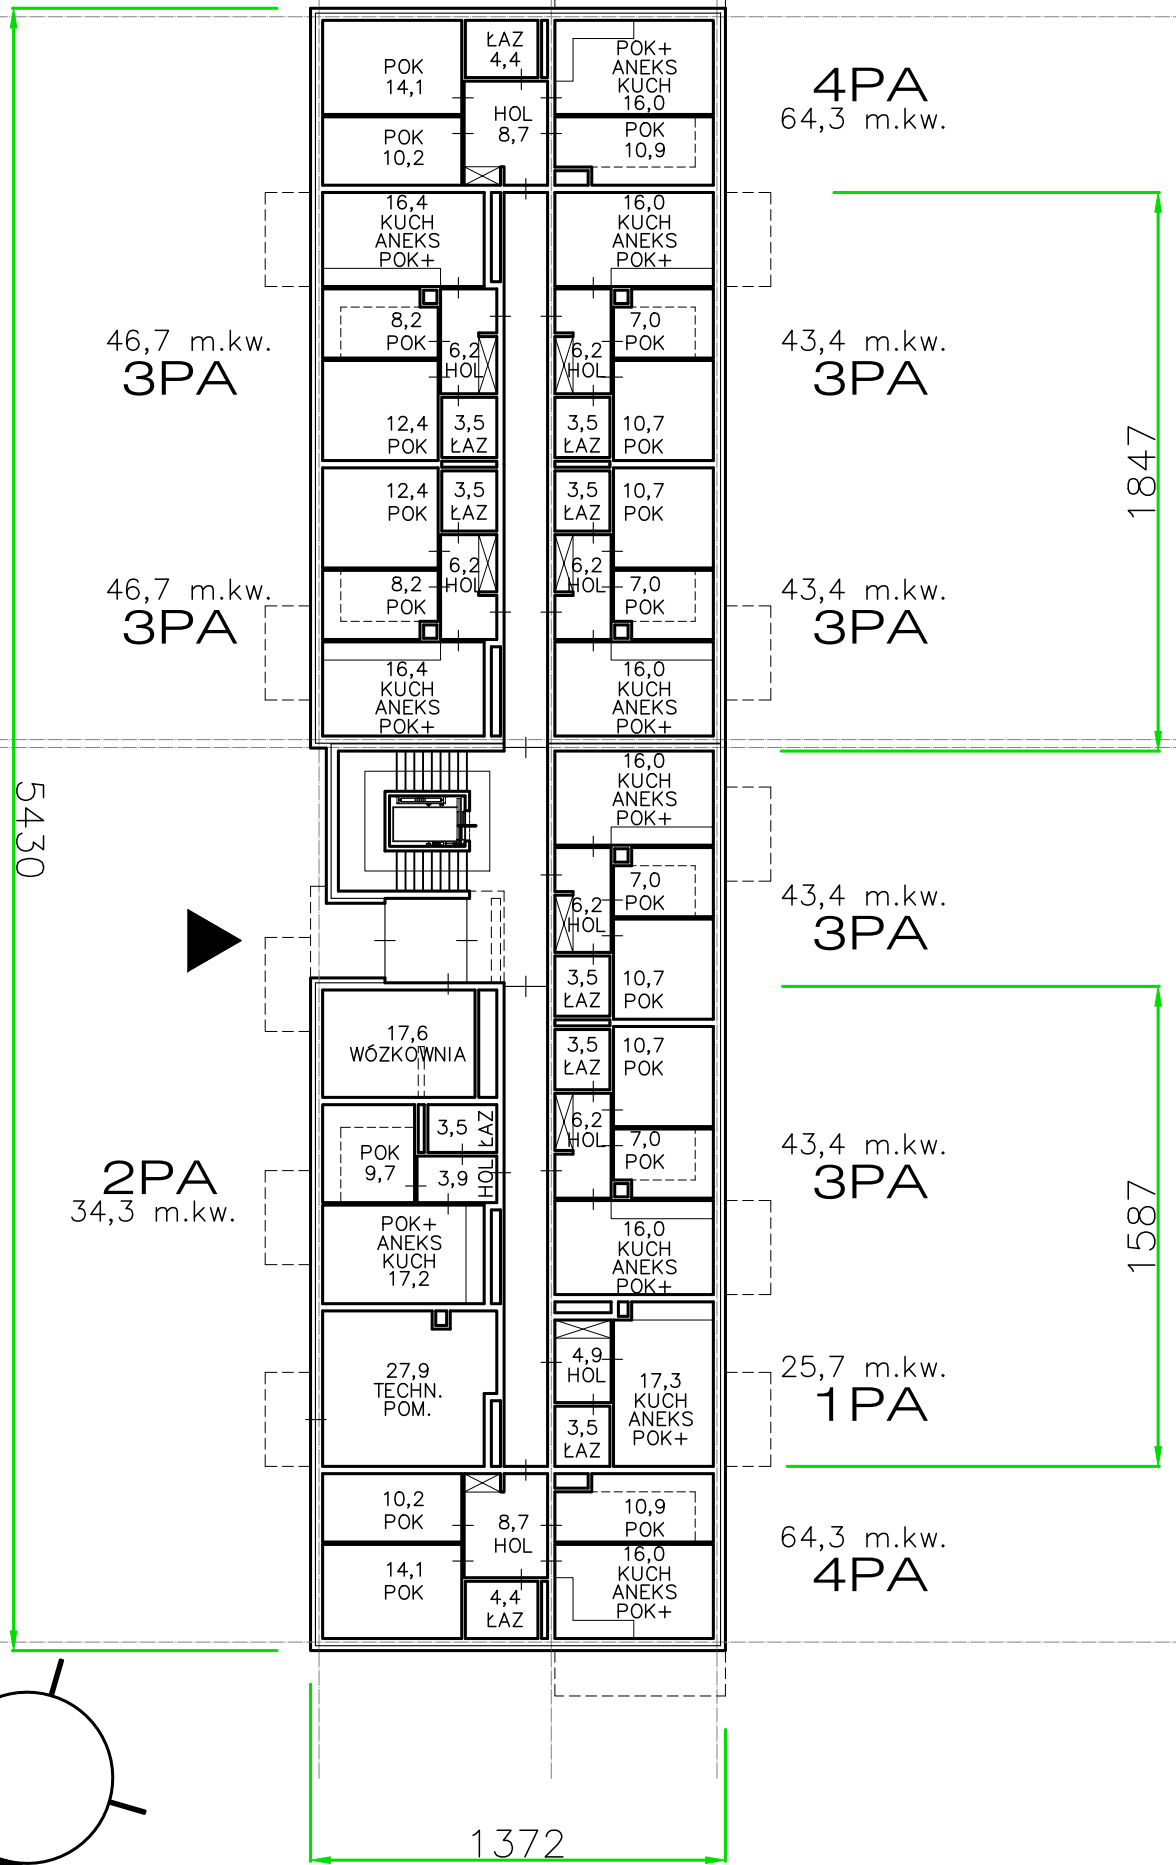 POK
14,1
ŁAZ
4,4
POK+
ANEKS
KUCH
16,0
4PA
64,3 m.kw.
HOL
8,7
POK
10,2
POK
10,9
16,4
KUCH
ANEKS
POK+
16,0
KUCH
ANEKS
POK+
46,7 m.kw.
3PA
8,2
POK
6,2
HOL
6,2
HOL
7,0
POK
43,4 m.kw.
3PA
12,4
POK
3,5
ŁAZ
3,5
ŁAZ
10,7
POK
1847
12,4
POK
3,5
ŁAZ
3,5
ŁAZ
10,7
POK
46,7 m.kw.
3PA
8,2
POK
6,2
HOL
6,2
HOL
7,0
POK
43,4 m.kw.
3PA
16,4
KUCH
ANEKS
POK+
16,0
KUCH
ANEKS
POK+
5430
16,0
KUCH
ANEKS
POK+
6,2
HOL
7,0
POK
43,4 m.kw.
3PA
3,5
ŁAZ
10,7
POK
17,6
WÓZKOWNIA
3,5
ŁAZ
10,7
POK
2PA
34,3 m.kw.
POK
9,7
3,5 ŁAZ
3,9 HOL
6,2
HOL
7,0
POK
43,4 m.kw.
3PA
1587
POK+
ANEKS
KUCH
17,2
16,0
KUCH
ANEKS
POK+
27,9
TECHN.
POM.
4,9
HOL
3,5
ŁAZ
17,3
KUCH
ANEKS
POK+
25,7 m.kw.
1PA
10,2
POK
8,7
HOL
10,9
POK
14,1
POK
4,4
ŁAZ
16,0
KUCH
ANEKS
POK+
64,3 m.kw.
4PA
1372